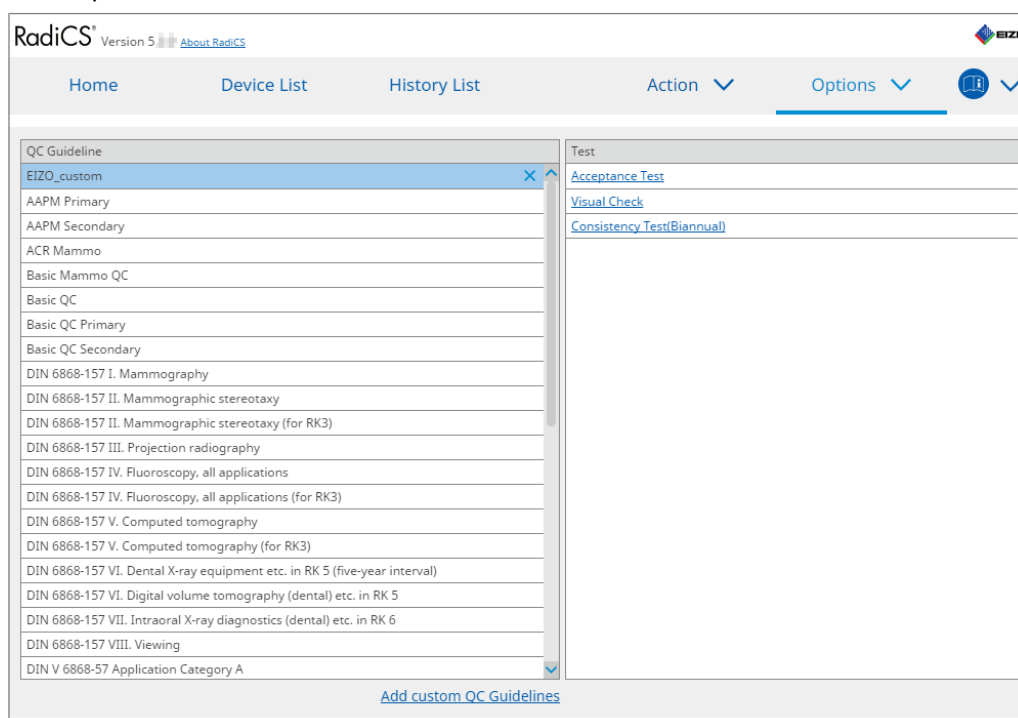 RadiCS® Version 5. About RadiCS
EIZ
Home Device List History List Action Options
QC Guideline Test
EIZO_custom Acceptance Test
AAPM Primary Visual Check
AAPM Secondary Consistency Test(Biannual)
ACR Mammo
Basic Mammo QC
Basic QC
Basic QC Primary
Basic QC Secondary
DIN 6868-157 I. Mammography
DIN 6868-157 II. Mammographic stereotaxy
DIN 6868-157 II. Mammographic stereotaxy (for RK3)
DIN 6868-157 III. Projection radiography
DIN 6868-157 IV. Fluoroscopy, all applications
DIN 6868-157 IV. Fluoroscopy, all applications (for RK3)
DIN 6868-157 V. Computed tomography
DIN 6868-157 V. Computed tomography (for RK3)
DIN 6868-157 VI. Dental X-ray equipment etc. in RK 5 (five-year interval)
DIN 6868-157 VI. Digital volume tomography (dental) etc. in RK 5
DIN 6868-157 VII. Intraoral X-ray diagnostics (dental) etc. in RK 6
DIN 6868-157 VIII. Viewing
DIN V 6868-57 Application Category A
Add custom QC Guidelines